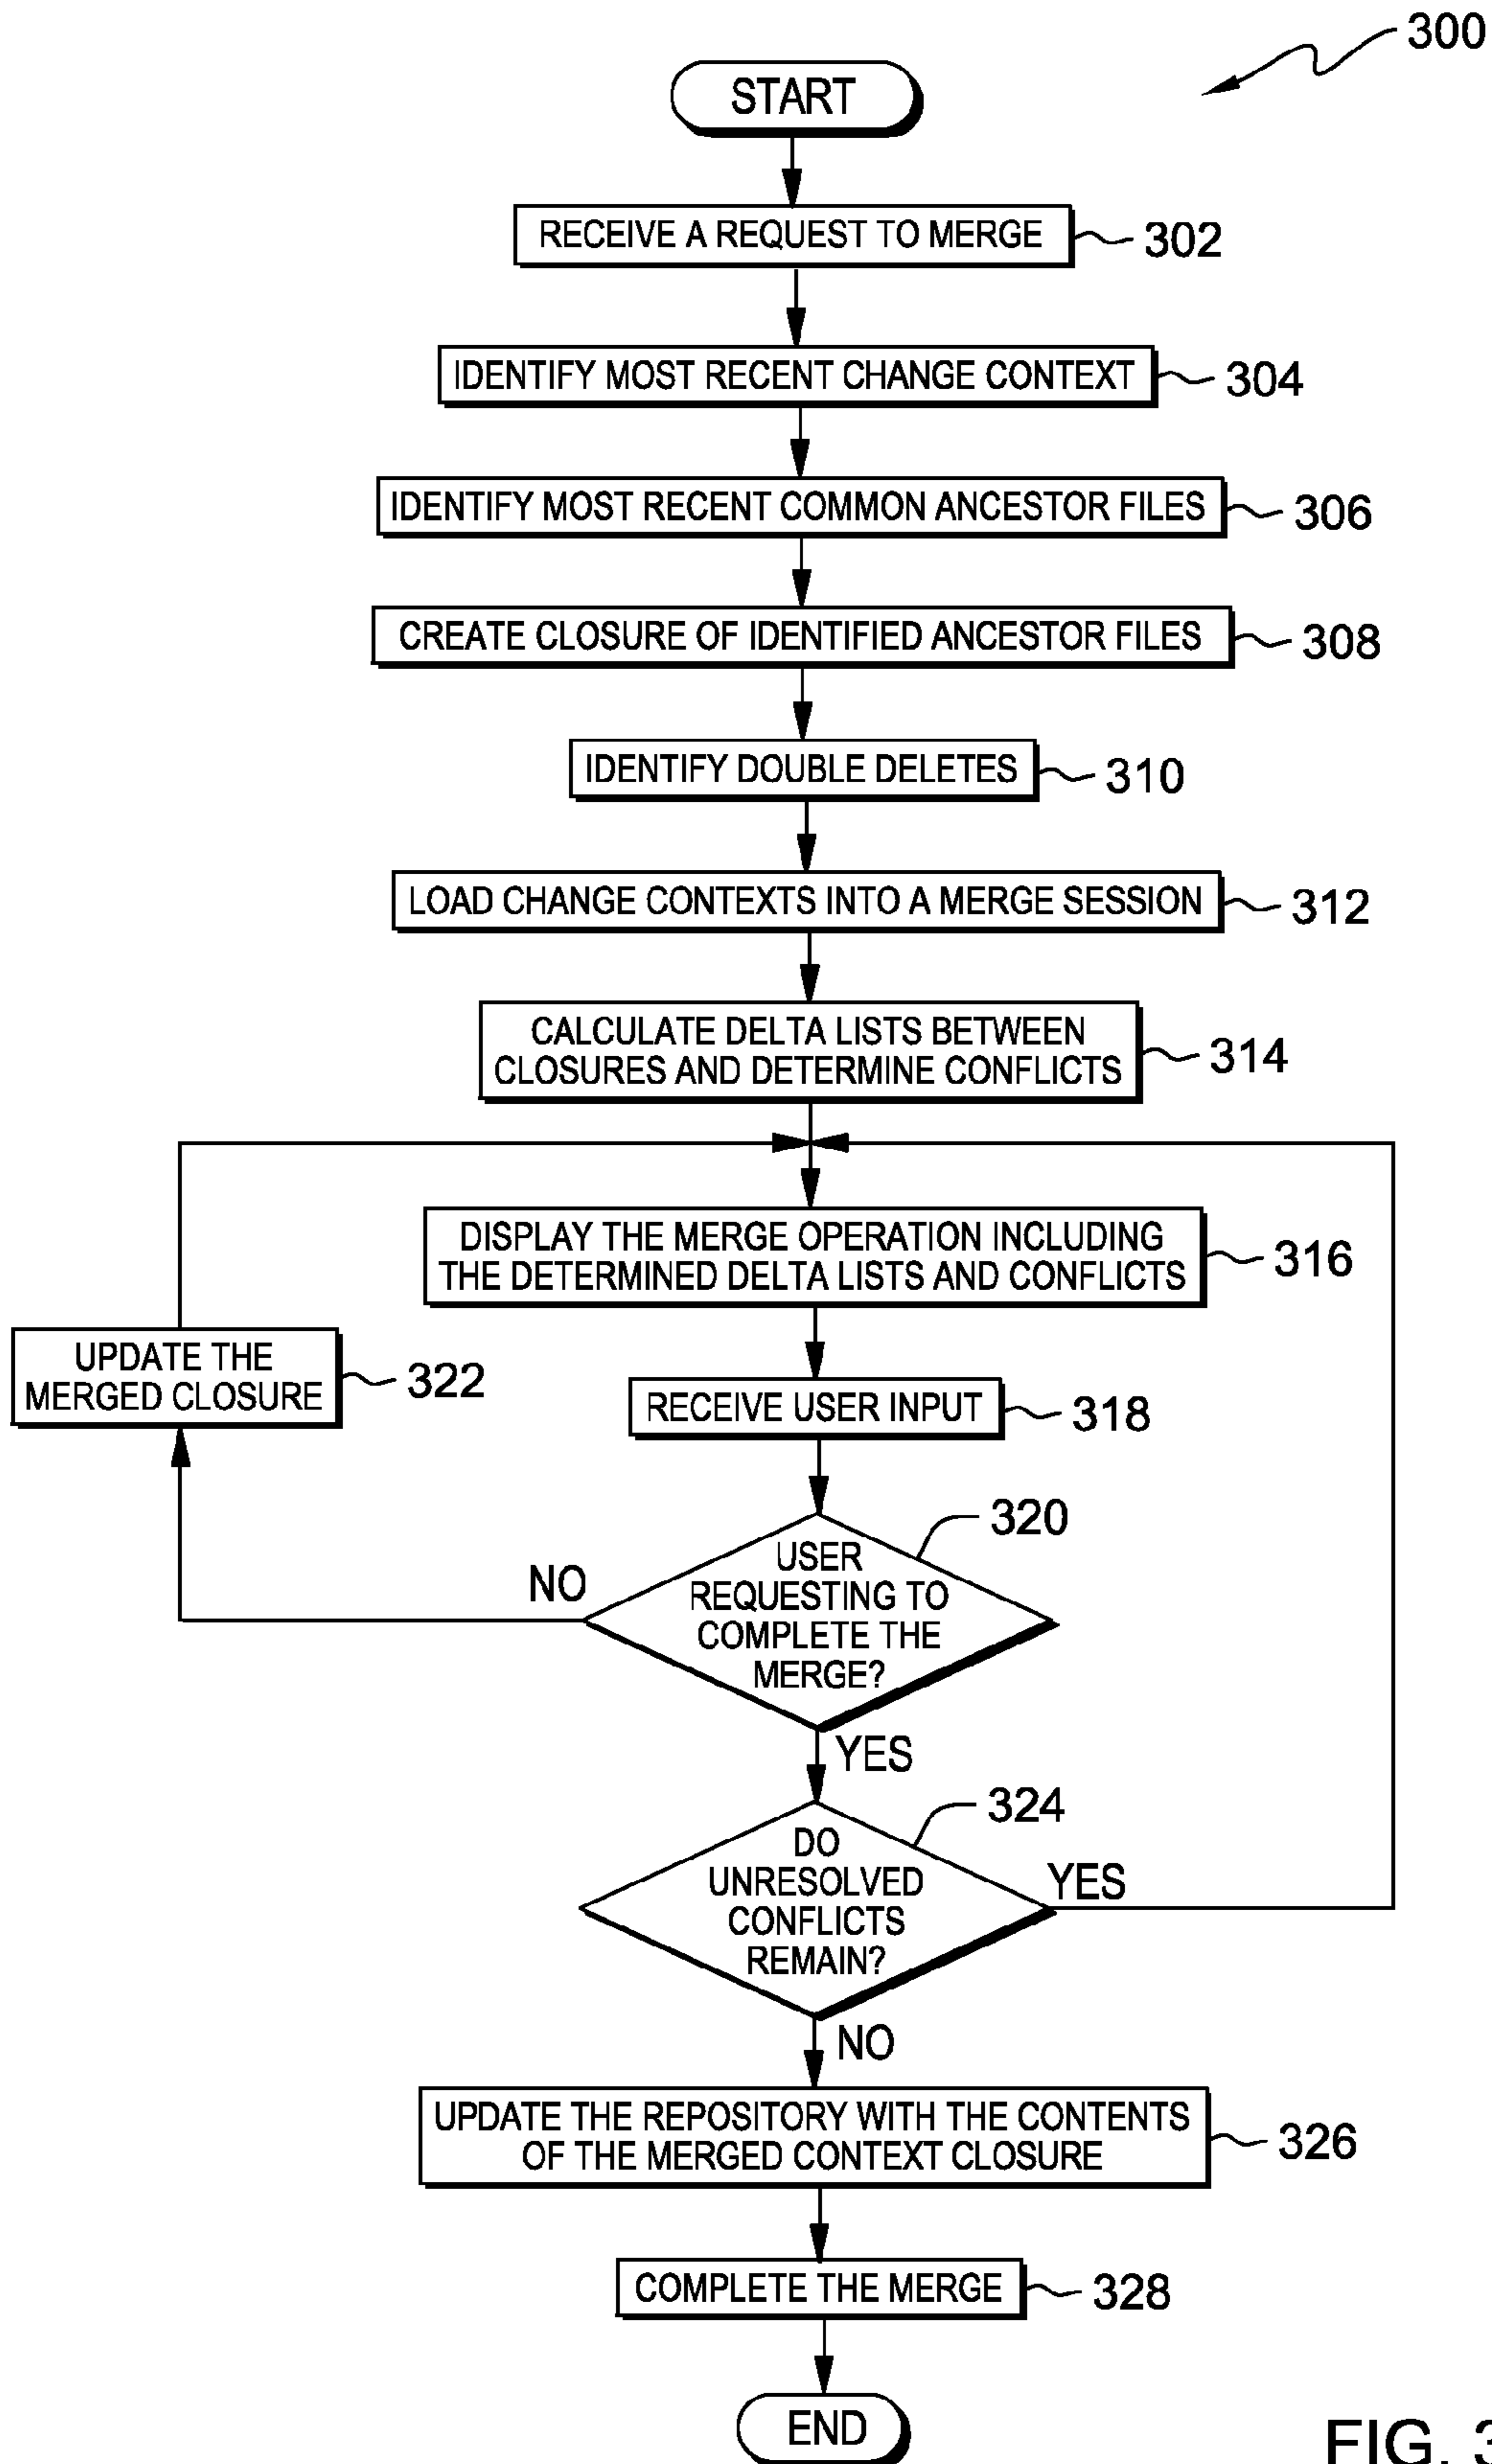 300
START
RECEIVE A REQUEST TO MERGE
302
IDENTIFY MOST RECENT CHANGE CONTEXT
304
IDENTIFY MOST RECENT COMMON ANCESTOR FILES
306
CREATE CLOSURE OF IDENTIFIED ANCESTOR FILES
308
IDENTIFY DOUBLE DELETES
310
LOAD CHANGE CONTEXTS INTO A MERGE SESSION
312
CALCULATE DELTA LISTS BETWEEN
CLOSURES AND DETERMINE CONFLICTS
314
DISPLAY THE MERGE OPERATION INCLUDING
THE DETERMINED DELTA LISTS AND CONFLICTS
316
UPDATE THE
MERGED CLOSURE
322
RECEIVE USER INPUT
318
320
USER
REQUESTING TO
COMPLETE THE
MERGE?
NO
YES
324
DO
UNRESOLVED
CONFLICTS
REMAIN?
YES
NO
UPDATE THE REPOSITORY WITH THE CONTENTS
OF THE MERGED CONTEXT CLOSURE
326
COMPLETE THE MERGE
328
END
FIG. 3